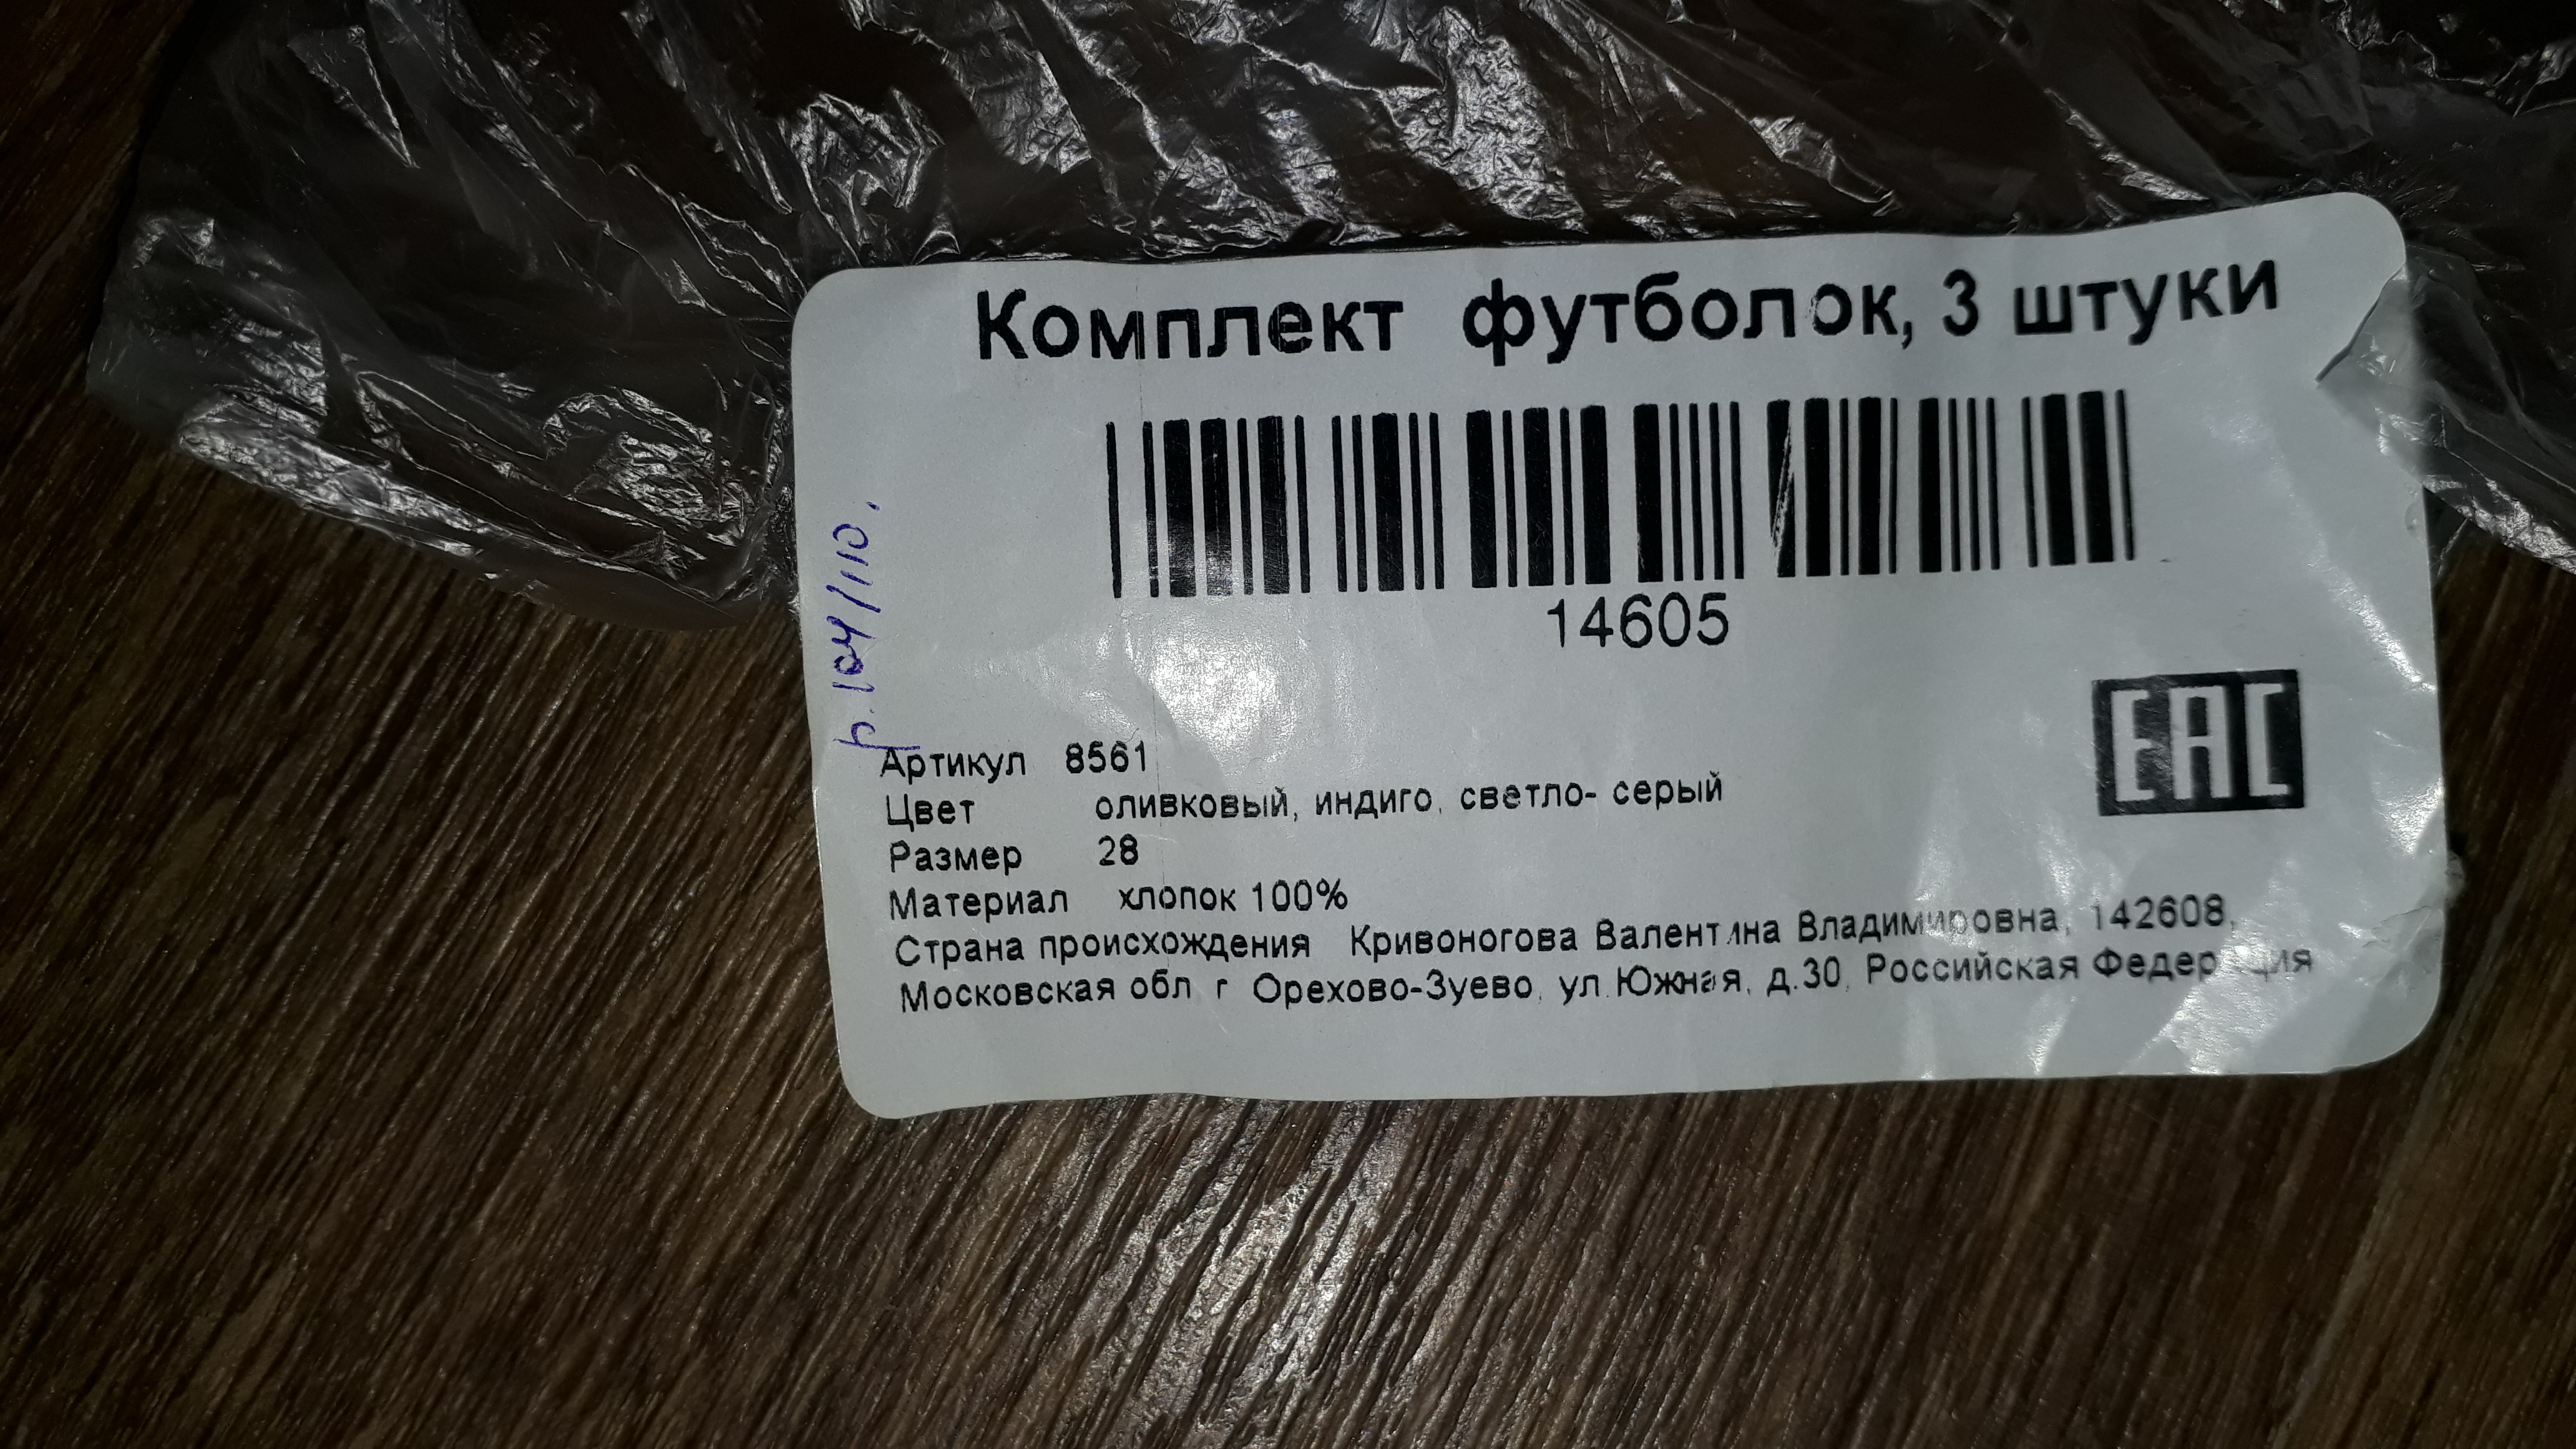 Комплект футболок, 3 штуки
14605
р. 104/110.
EAC
Артикул 8561
Цвет оливковый, индиго, светло- серый
Размер 28
Материал хлопок 100%
Страна происхождения Кривоногова Валентина Владимировна, 142608,
Московская обл г Орехово-Зуево, ул.Южная, д.30, Российская Федерация